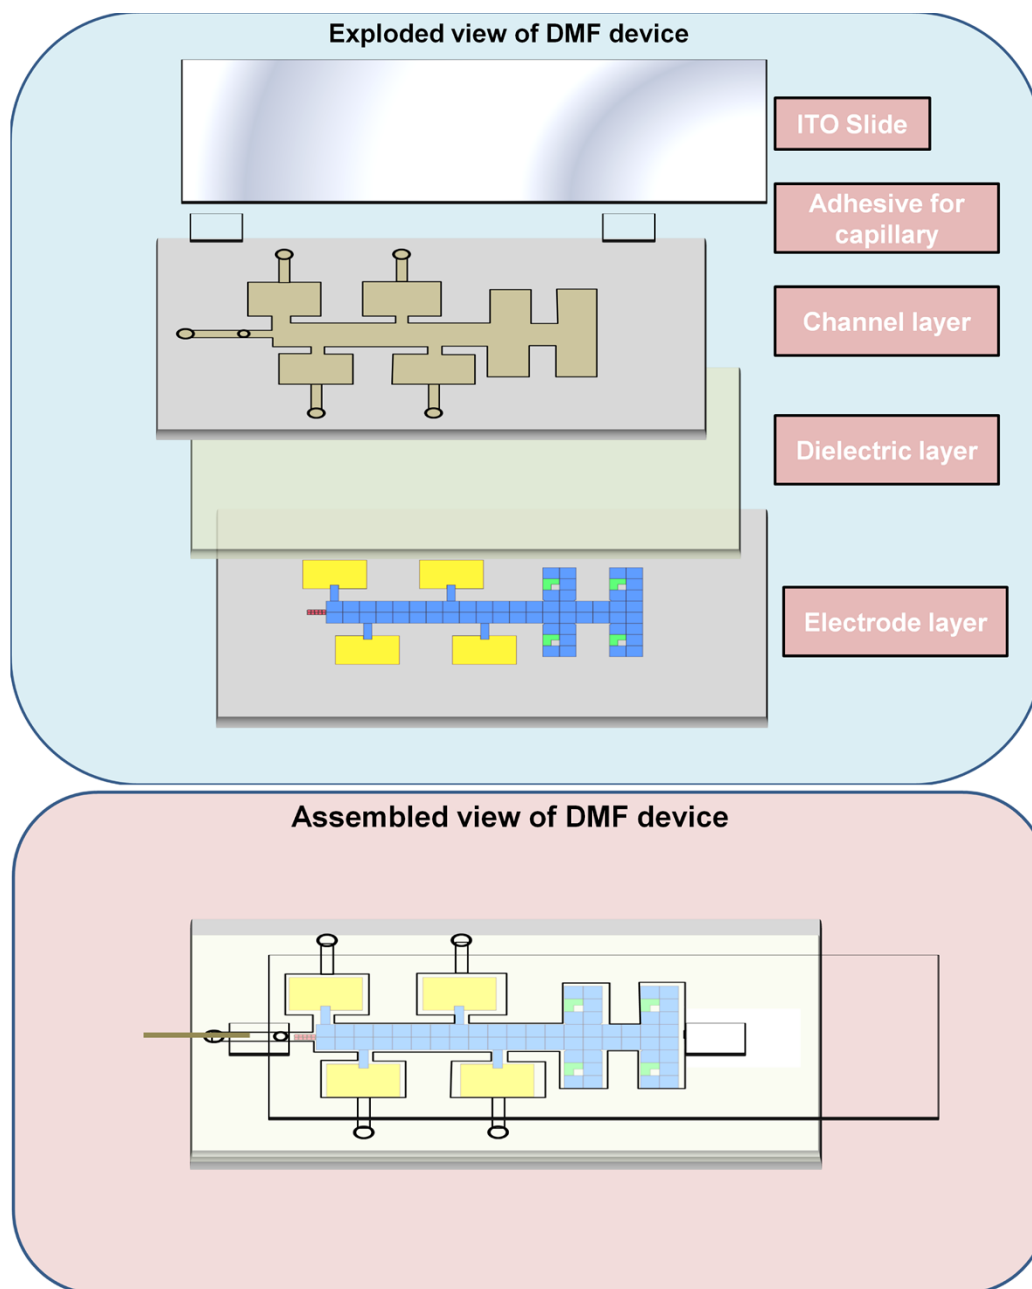 Exploded view of DMF device
ITO Slide
Adhesive for
capillary
Channel layer
Dielectric layer
Electrode layer
Assembled view of DMF device